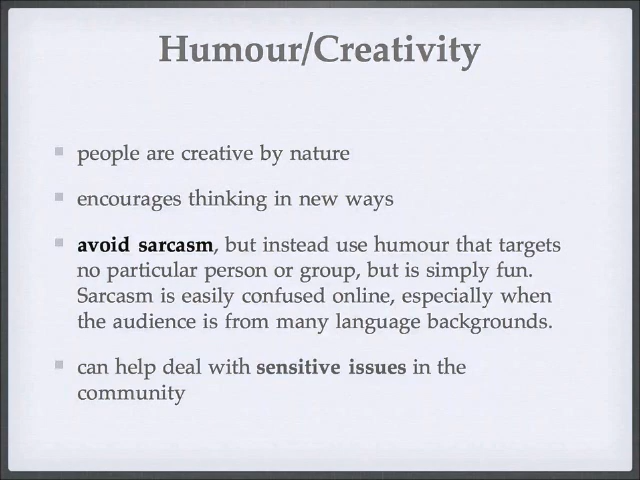 Humour/Creativity
people are creative by nature
encourages thinking in new ways
avoid sarcasm, but instead use humour that targets
no particular person or group, but is simply fun.
Sarcasm is easily confused online, especially when
the audience is from many language backgrounds.
can help deal with sensitive issues in the
community